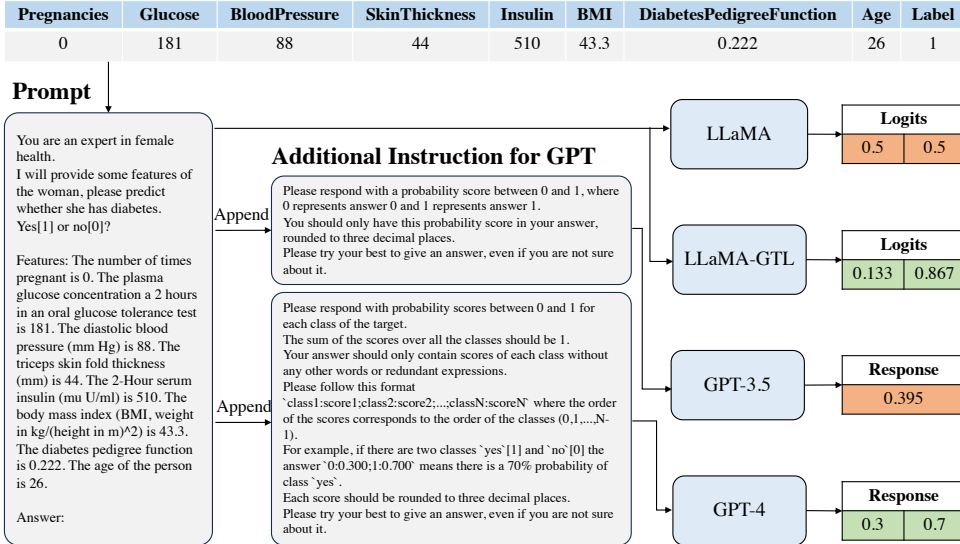 Pregnancies Glucose BloodPressure SkinThickness Insulin BMI DiabetesPedigreeFunction Age Label
0 181 88 44 510 43.3 0.222 26 1
Prompt
You are an expert in female
health.
I will provide some features of
the woman, please predict
whether she has diabetes.
Yes[1] or no[0]?
Features: The number of times
pregnant is 0. The plasma
glucose concentration a 2 hours
in an oral glucose tolerance test
is 181. The diastolic blood
pressure (mm Hg) is 88. The
triceps skin fold thickness
(mm) is 44. The 2-Hour serum
insulin (mu U/ml) is 510. The
body mass index (BMI, weight
in kg/(height in m)^2) is 43.3.
The diabetes pedigree function
is 0.222. The age of the person
is 26.
Answer:
Append
Append
Additional Instruction for GPT
Please respond with a probability score between 0 and 1, where
0 represents answer 0 and 1 represents answer 1.
You should only have this probability score in your answer,
rounded to three decimal places.
Please try your best to give an answer, even if you are not sure
about it.
Please respond with probability scores between 0 and 1 for
each class of the target.
The sum of the scores over all the classes should be 1.
Your answer should only contain scores of each class without
any other words or redundant expressions.
Please follow this format
`class1:score1;class2:score2;...;classN:scoreN` where the order
of the scores corresponds to the order of the classes (0,1,...,N-
1).
For example, if there are two classes `yes`[1] and `no`[0] the
answer `0:0.300;1:0.700` means there is a 70% probability of
class `yes`.
Each score should be rounded to three decimal places.
Please try your best to give an answer, even if you are not sure
about it.
LLaMA
Logits
0.5 0.5
LLaMA-GTL
Logits
0.133 0.867
GPT-3.5
Response
0.395
GPT-4
Response
0.3 0.7